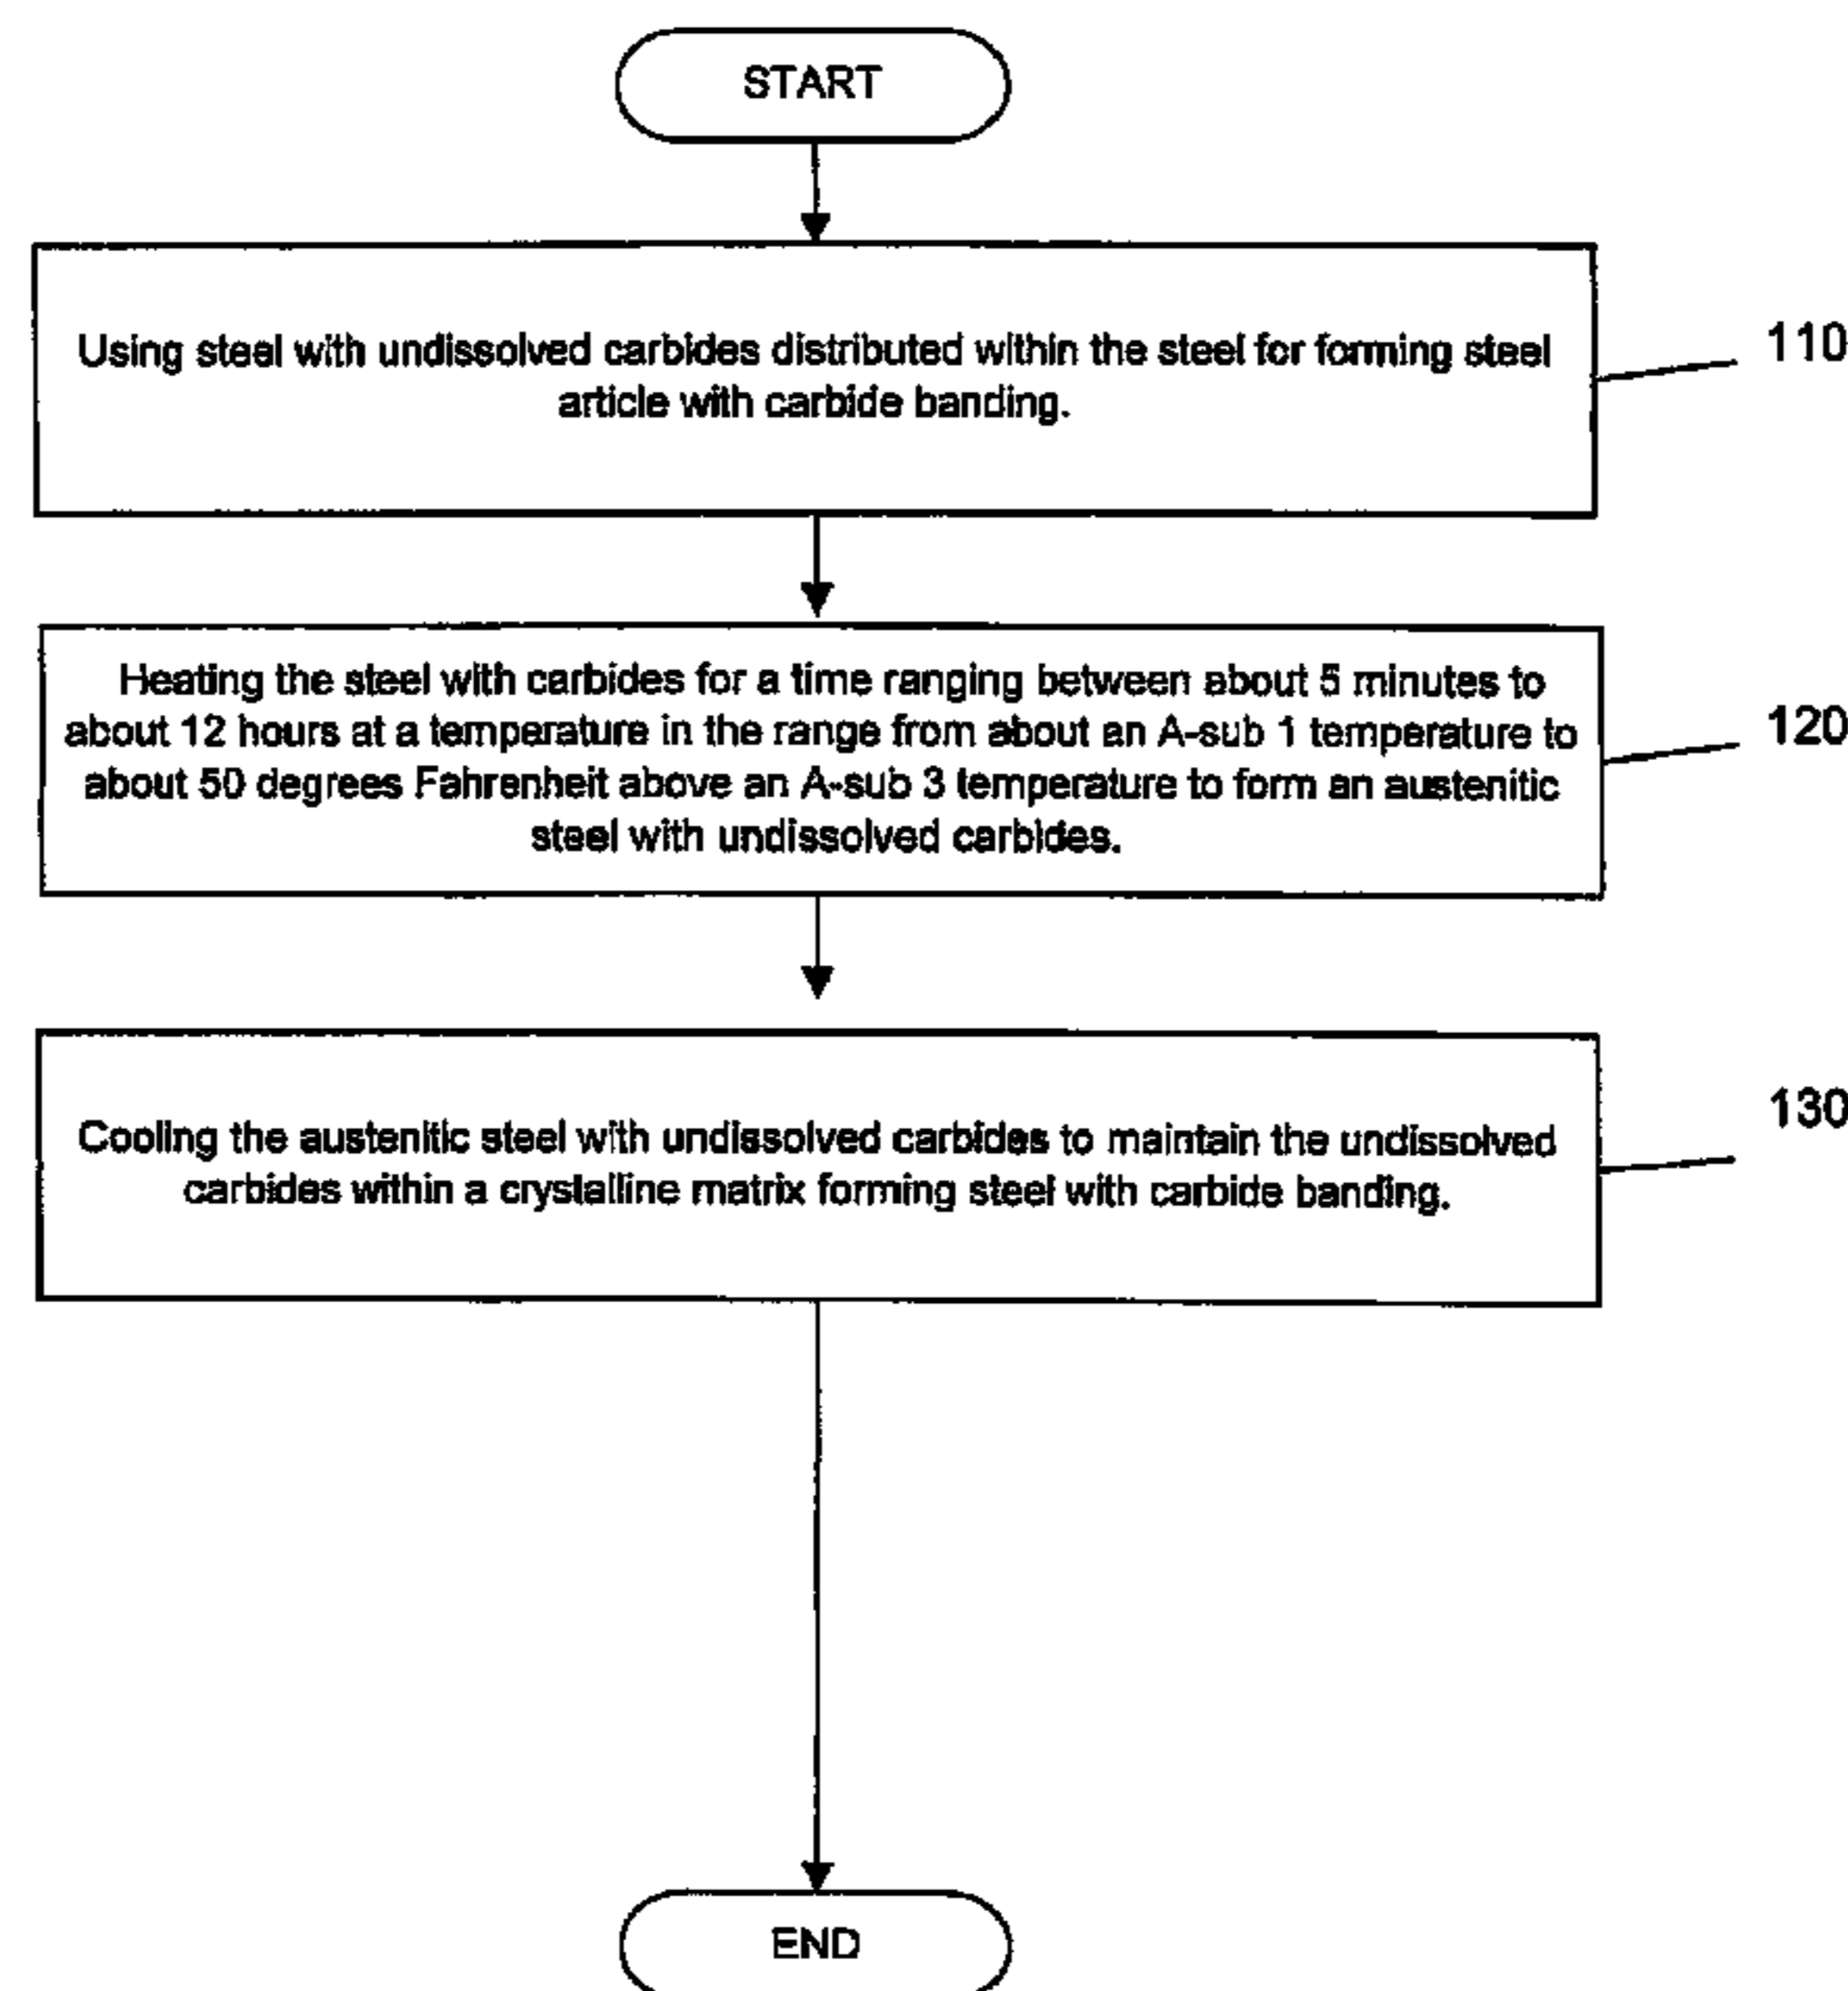 START
Using steel with undissolved carbides distributed within the steel for forming steel
article with carbide banding.
110
Heating the steel with carbides for a time ranging between about 5 minutes to
about 12 hours at a temperature in the range from about an A-sub 1 temperature to
about 50 degrees Fahrenheit above an A-sub 3 temperature to form an austenitic
steel with undissolved carbides.
120
Cooling the austenitic steel with undissolved carbides to maintain the undissolved
carbides within a crystalline matrix forming steel with carbide banding.
130
END